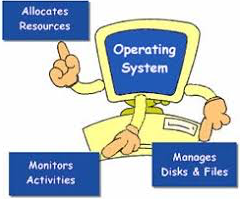 Allocates
Resources
Operating
System
Monitors
Activities
Manages
Disks & Files